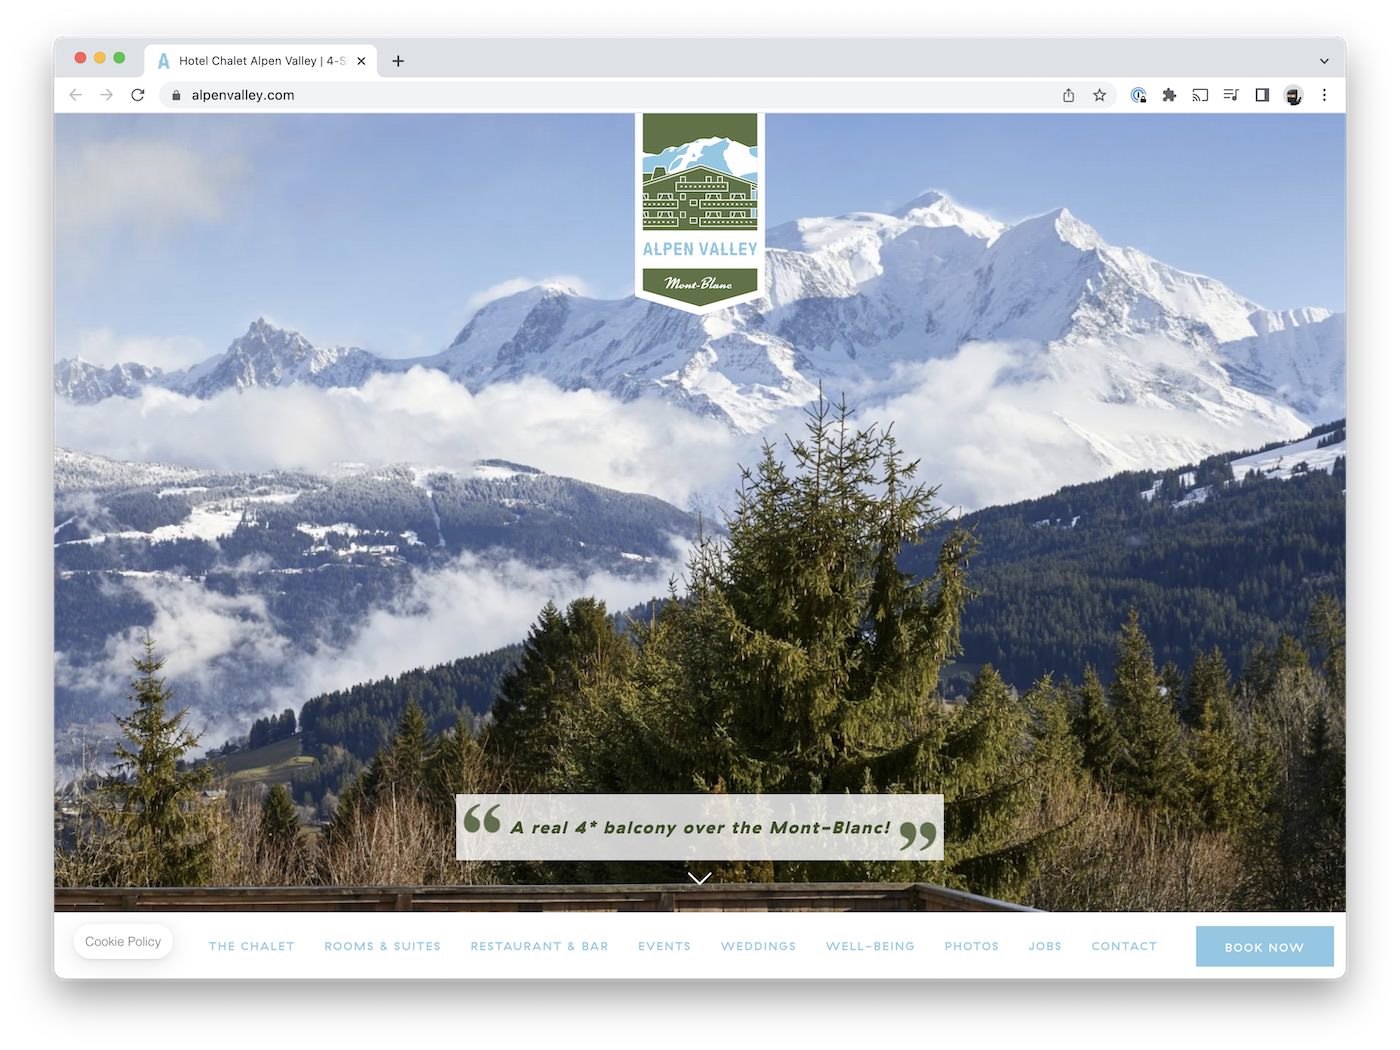 Hotel Chalet Alpen Valley | 4-S
alpenvalley.com
ALPEN VALLEY
Mont-Blanc
“ A real 4* balcony over the Mont-Blanc! ”
Cookie Policy
THE CHALET
ROOMS & SUITES
RESTAURANT & BAR
EVENTS
WEDDINGS
WELL-BEING
PHOTOS
JOBS
CONTACT
BOOK NOW